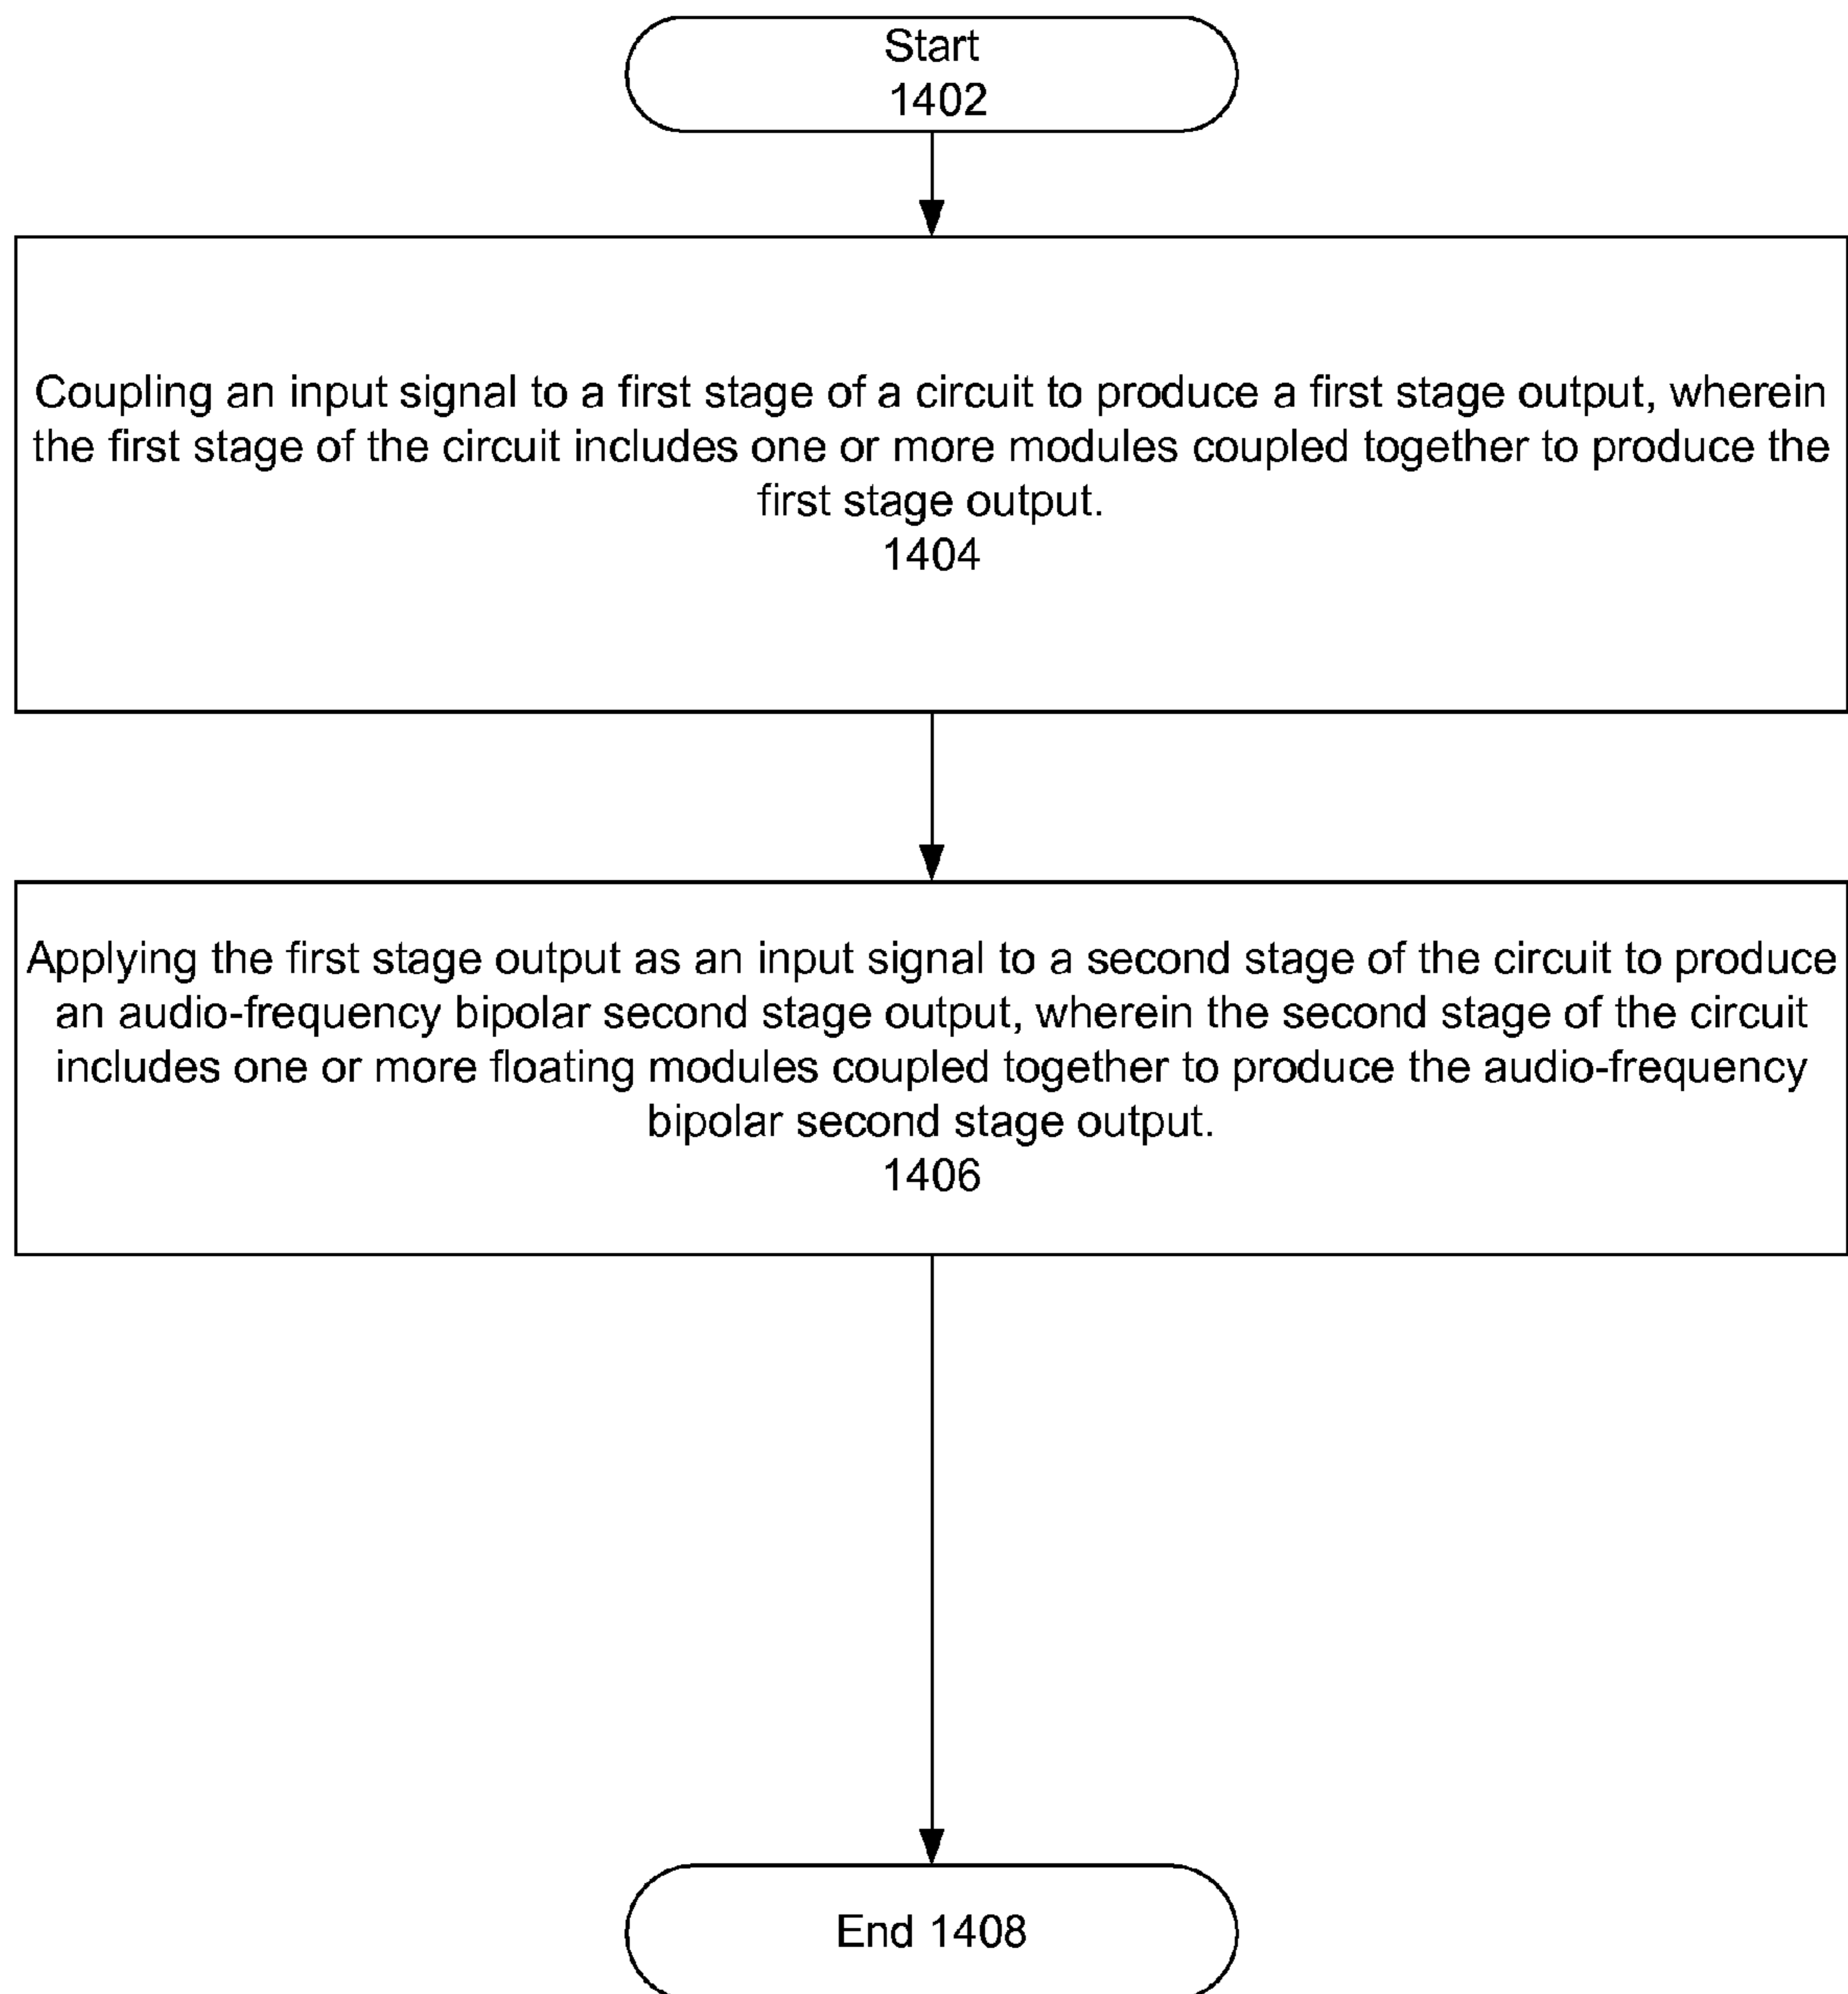 Start
1402
Coupling an input signal to a first stage of a circuit to produce a first stage output, wherein
the first stage of the circuit includes one or more modules coupled together to produce the
first stage output.
1404
Applying the first stage output as an input signal to a second stage of the circuit to produce
an audio-frequency bipolar second stage output, wherein the second stage of the circuit
includes one or more floating modules coupled together to produce the audio-frequency
bipolar second stage output.
1406
End 1408